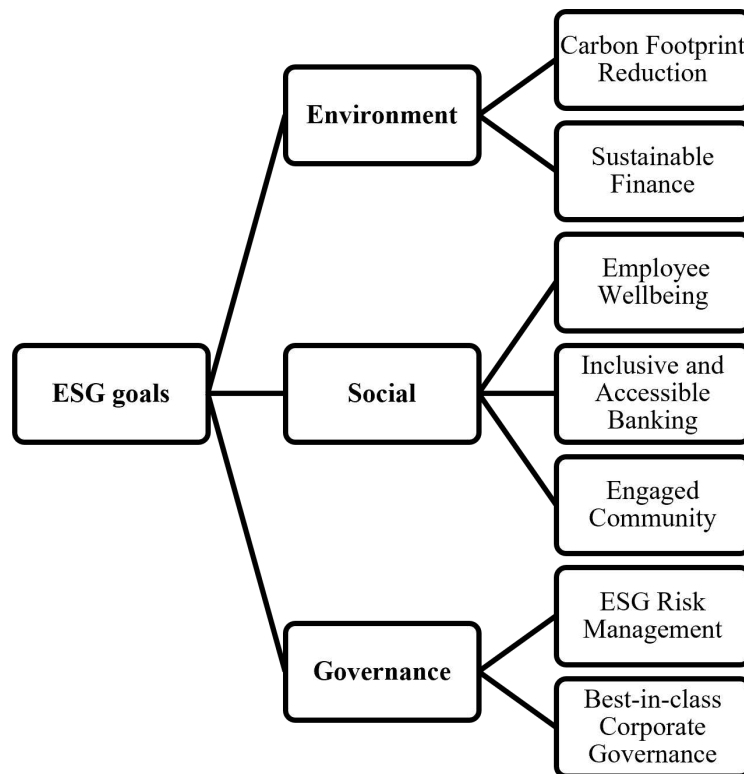 ESG goals
Environment
Carbon Footprint
Reduction
Sustainable
Finance
Social
Employee
Wellbeing
Inclusive and
Accessible
Banking
Engaged
Community
Governance
ESG Risk
Management
Best-in-class
Corporate
Governance